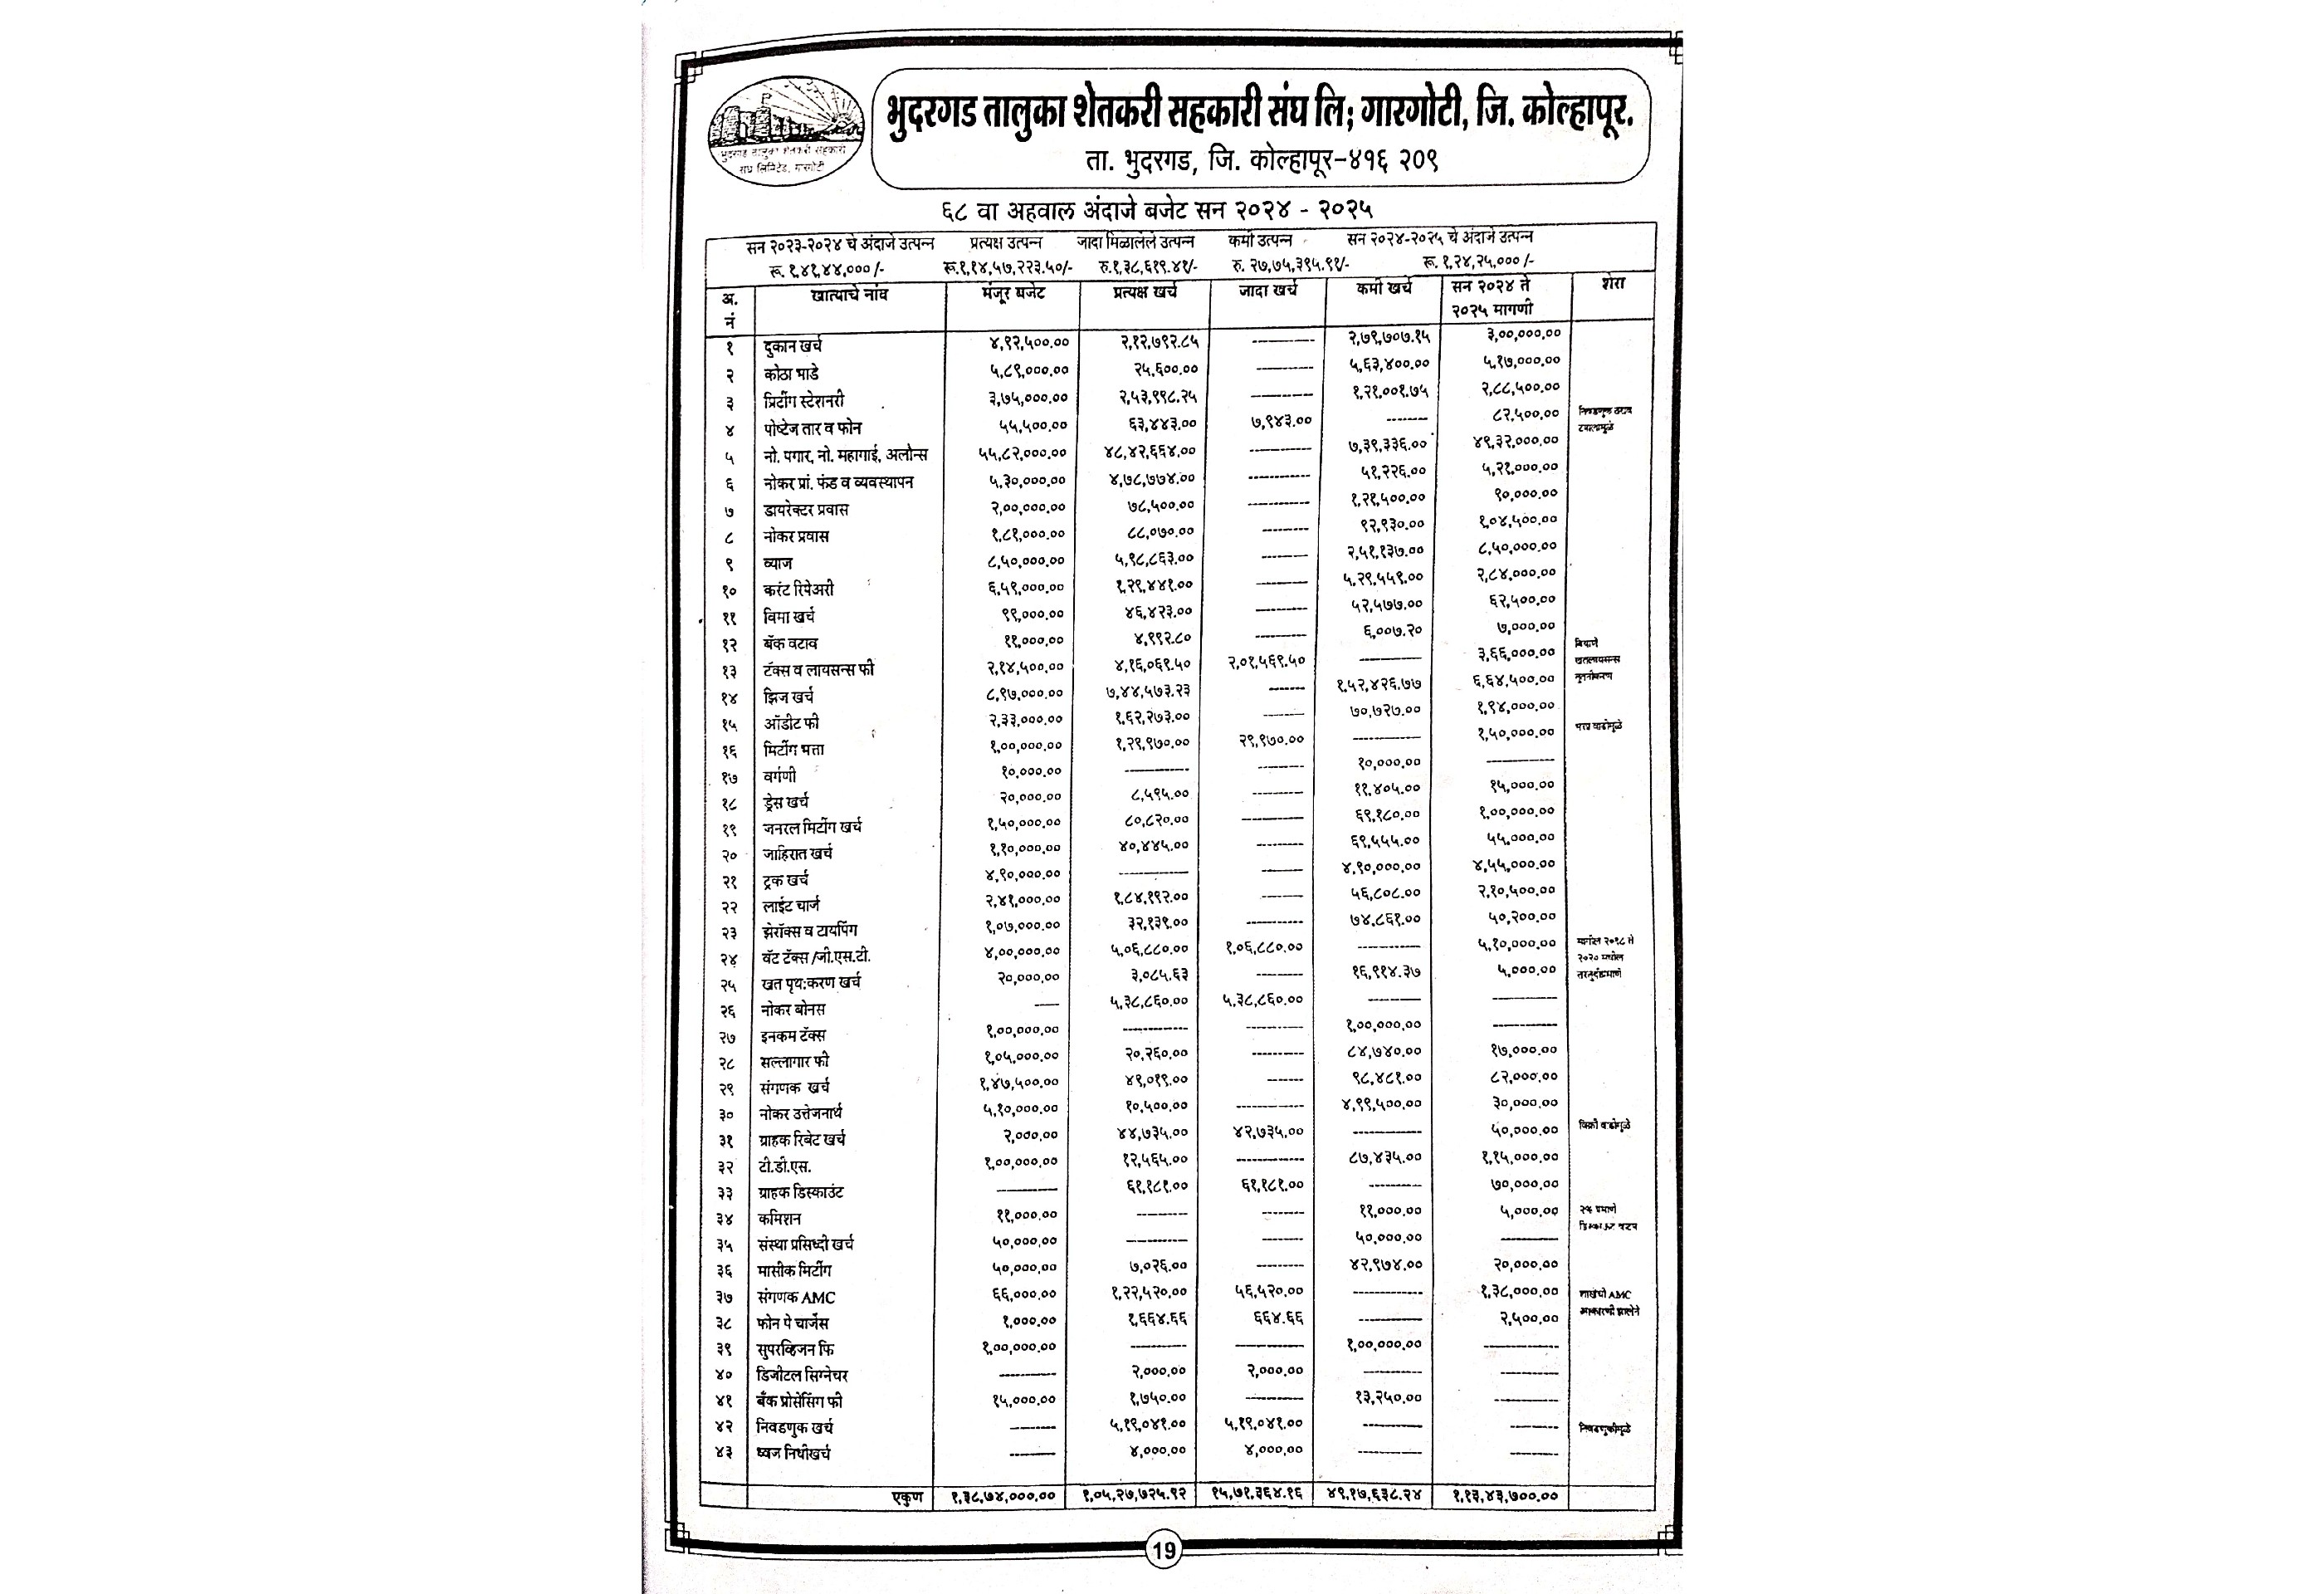 भुदरगड तालुका शेतकरी सहकारी संघ लिमिटेड, गारगोटी
भुदरगड तालुका शेतकरी सहकारी संघ लि; गारगोटी, जि. कोल्हापूर.
ता. भुदरगड, जि. कोल्हापूर-४१६ २०९
६८ वा अहवाल अंदाजे बजेट सन २०२४ - २०२५
सन २०२३-२०२४ चे अंदाजे उत्पन्न प्रत्यक्ष उत्पन्न जादा मिळालेले उत्पन्न कमी उत्पन्न सन २०२४-२०२५ चे अंदाजे उत्पन्न
रू. १,४१,४४,०००/- रू.१,१४,५७,२२३.५०/- रु.१,३८,६१९.४१/- रु. २७,७५,३९५.९१/- रू. १,२४,२५,०००/-
अ. नं खात्याचे नांव मंजूर बजेट प्रत्यक्ष खर्च जादा खर्च कमी खर्च सन २०२४ ते २०२५ मागणी शेरा
१ दुकान खर्च ४,९२,५००.०० २,१२,७९२.८५ ---------- २,७९,७०७.१५ ३,००,०००.००
२ कोठा भाडे ५,८९,०००.०० २५,६००.०० ---------- ५,६३,४००.०० ५,१७,०००.००
३ प्रिटींग स्टेशनरी ३,७५,०००.०० २,५३,९९८.२५ ---------- १,२१,००१.७५ २,८८,५००.००
४ पोष्टेज तार व फोन ५५,५००.०० ६३,४४३.०० ७,९४३.०० ------- ८२,५००.००
५ नो. पगार, नो. महागाई, अलोन्स ५५,८२,०००.०० ४८,४२,६६४.०० ---------- ७,३९,३३६.०० ४९,३२,०००.००
६ नोकर प्रां. फंड व व्यवस्थापन ५,३०,०००.०० ४,७८,७७४.०० ---------- ५१,२२६.०० ५,२१,०००.००
७ डायरेक्टर प्रवास २,००,०००.०० ७८,५००.०० ---------- १,२१,५००.०० ९०,०००.००
८ नोकर प्रवास १,८१,०००.०० ८८,०७०.०० -------- ९२,९३०.०० १,०४,५००.००
९ व्याज ८,५०,०००.०० ५,९८,८६३.०० -------- २,५१,१३७.०० ८,५०,०००.००
१० करंट रिपेअरी ६,५९,०००.०० १,२९,४४१.०० --------- ५,२९,५५९.०० २,८४,०००.००
११ विमा खर्च ९९,०००.०० ४६,४२३.०० --------- ५२,५७७.०० ६२,५००.००
१२ बॅक वटाव ११,०००.०० ४,९९२.८० --------- ६,००७.२० ७,०००.००
१३ टॅक्स व लायसन्स फी २,१४,५००.०० ४,१६,०६९.५० २,०१,५६९.५० ---------- ३,६६,०००.०० बियाणे खतलायसन्स नुतनीकरण
१४ झिज खर्च ८,९७,०००.०० ७,४४,५७३.२३ ------ १,५२,४२६.७७ ६,६४,५००.००
१५ ऑडीट फी २,३३,०००.०० १,६२,२७३.०० ------- ७०,७२७.०० १,९४,०००.००
१६ मिटींग भत्ता १,००,०००.०० १,२९,९७०.०० २९,९७०.०० ----------- १,५०,०००.०० भत्ता वाढीमुळे
१७ वर्गणी १०,०००.०० ---------- -------- १०,०००.०० -----------
१८ ड्रेस खर्च २०,०००.०० ८,५९५.०० -------- ११,४०५.०० १५,०००.००
१९ जनरल मिटींग खर्च १,५०,०००.०० ८०,८२०.०० ---------- ६९,१८०.०० १,००,०००.००
२० जाहिरात खर्च १,१०,०००.०० ४०,४४५.०० -------- ६९,५५५.०० ५५,०००.००
२१ ट्रक खर्च ४,९०,०००.०० ----------- ------- ४,९०,०००.०० ४,५५,०००.००
२२ लाईट चार्ज २,४१,०००.०० १,८४,१९२.०० ------- ५६,८०८.०० २,१०,५००.००
२३ झेरॉक्स व टायपिंग १,०७,०००.०० ३२,१३९.०० ---------- ७४,८६१.०० ५०,२००.००
२४ वॅट टॅक्स /जी.एस.टी. ४,००,०००.०० ५,०६,८८०.०० १,०६,८८०.०० ----------- ५,१०,०००.०० मागील २०१८ ते २०२० मधील तरतुदीप्रमाणे
२५ खत पृथ:करण खर्च २०,०००.०० ३,०८५.६३ -------- १६,९१४.३७ ५,०००.००
२६ नोकर बोनस ---- ५,३८,८६०.०० ५,३८,८६०.०० --------- -----------
२७ इनकम टॅक्स १,००,०००.०० ----------- --------- १,००,०००.०० -----------
२८ सल्लागार फी १,०५,०००.०० २०,२६०.०० --------- ८४,७४०.०० १७,०००.००
२९ संगणक खर्च १,४७,५००.०० ४९,०१९.०० ------ ९८,४८१.०० ८२,०००.००
३० नोकर उत्तेजनार्थ ५,१०,०००.०० १०,५००.०० ----------- ४,९९,५००.०० ३०,०००.००
३१ ग्राहक रिबेट खर्च २,०००.०० ४४,७३५.०० ४२,७३५.०० ----------- ५०,०००.०० विक्री वाढीमुळे
३२ टी.डी.एस. १,००,०००.०० १२,५६५.०० ----------- ८७,४३५.०० १,१५,०००.००
३३ ग्राहक डिस्काउंट ---------- ६१,१८१.०० ६१,१८१.०० --------- ७०,०००.००
३४ कमिशन ११,०००.०० --------- ------- ११,०००.०० ५,०००.०० २% प्रमाणे
३५ संस्था प्रसिध्दी खर्च ५०,०००.०० ---------- ------- ५०,०००.०० ----------
३६ मासीक मिटींग ५०,०००.०० ७,०२६.०० -------- ४२,९७४.०० २०,०००.००
३७ संगणक AMC ६६,०००.०० १,२२,५२०.०० ५६,५२०.०० ----------- १,३८,०००.०० शाखेची AMC आकारणी झालेने
३८ फोन पे चार्जेस १,०००.०० १,६६४.६६ ६६४.६६ ---------- २,५००.००
३९ सुपरव्हिजन फि १,००,०००.०० --------- ----------- १,००,०००.०० ------------
४० डिजीटल सिग्नेचर ---------- २,०००.०० २,०००.०० --------- ---------
४१ बँक प्रोसेसिंग फी १५,०००.०० १,७५०.०० --------- १३,२५०.०० ----------
४२ निवडणुक खर्च ------- ५,१९,०४१.०० ५,१९,०४१.०० --------- -------- निवडणुकीमुळे
४३ ध्वज निधीखर्च ------- ४,०००.०० ४,०००.०० ---------- --------
एकुण १,३८,७४,०००.०० १,०५,२७,७२५.९२ १५,७१,३६४.१६ ४९,१७,६३८.२४ १,१३,४३,७००.००
19